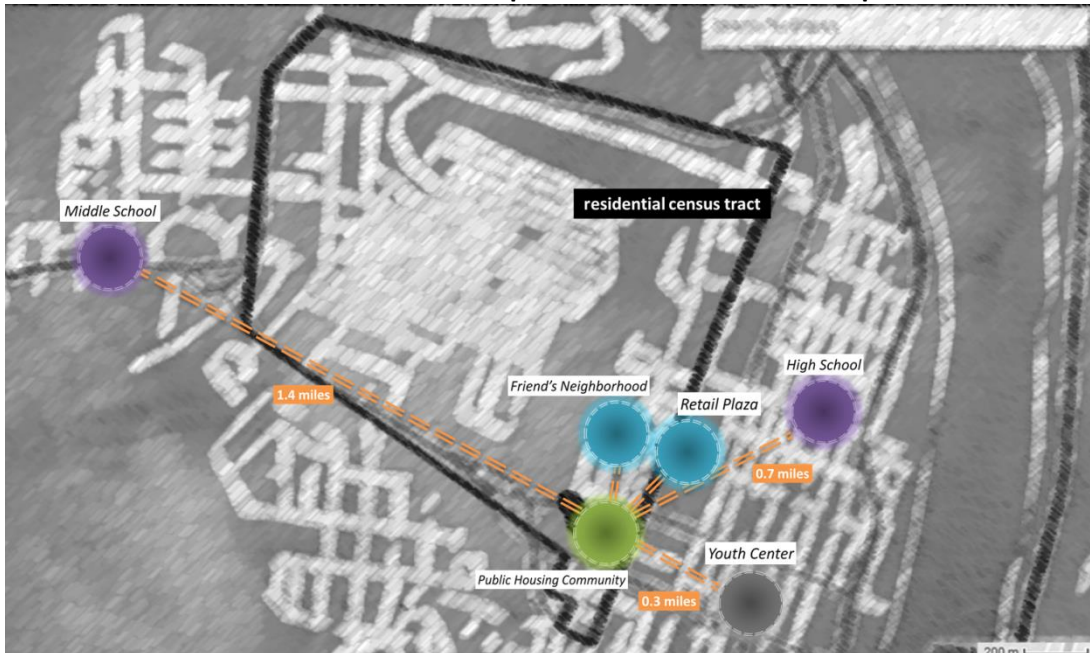 residential census tract
Middle School
High School
1.4 miles
Friend's Neighborhood
Retail Plaza
0.7 miles
Youth Center
Public Housing Community
0.3 miles
200 m